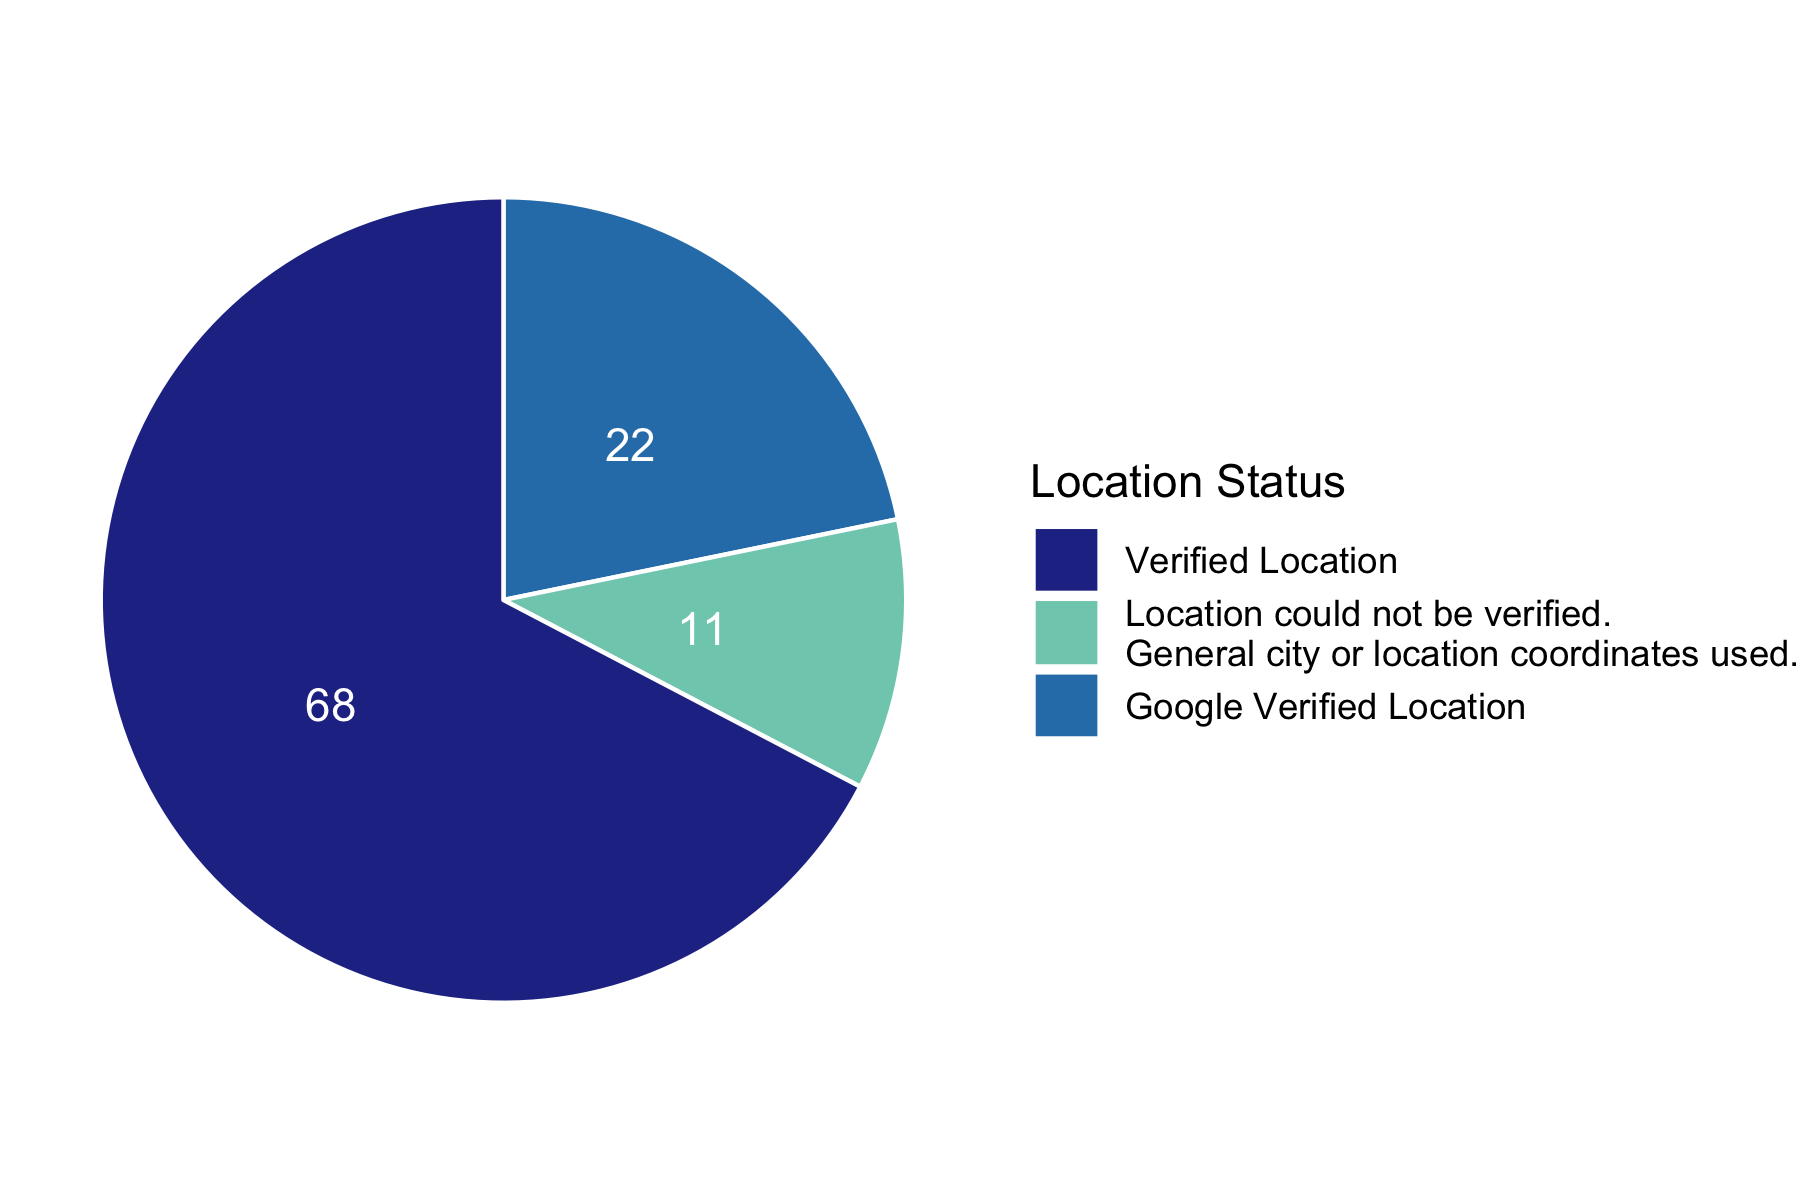 22
11
68
Location Status
Verified Location
Location could not be verified.
General city or location coordinates used.
Google Verified Location